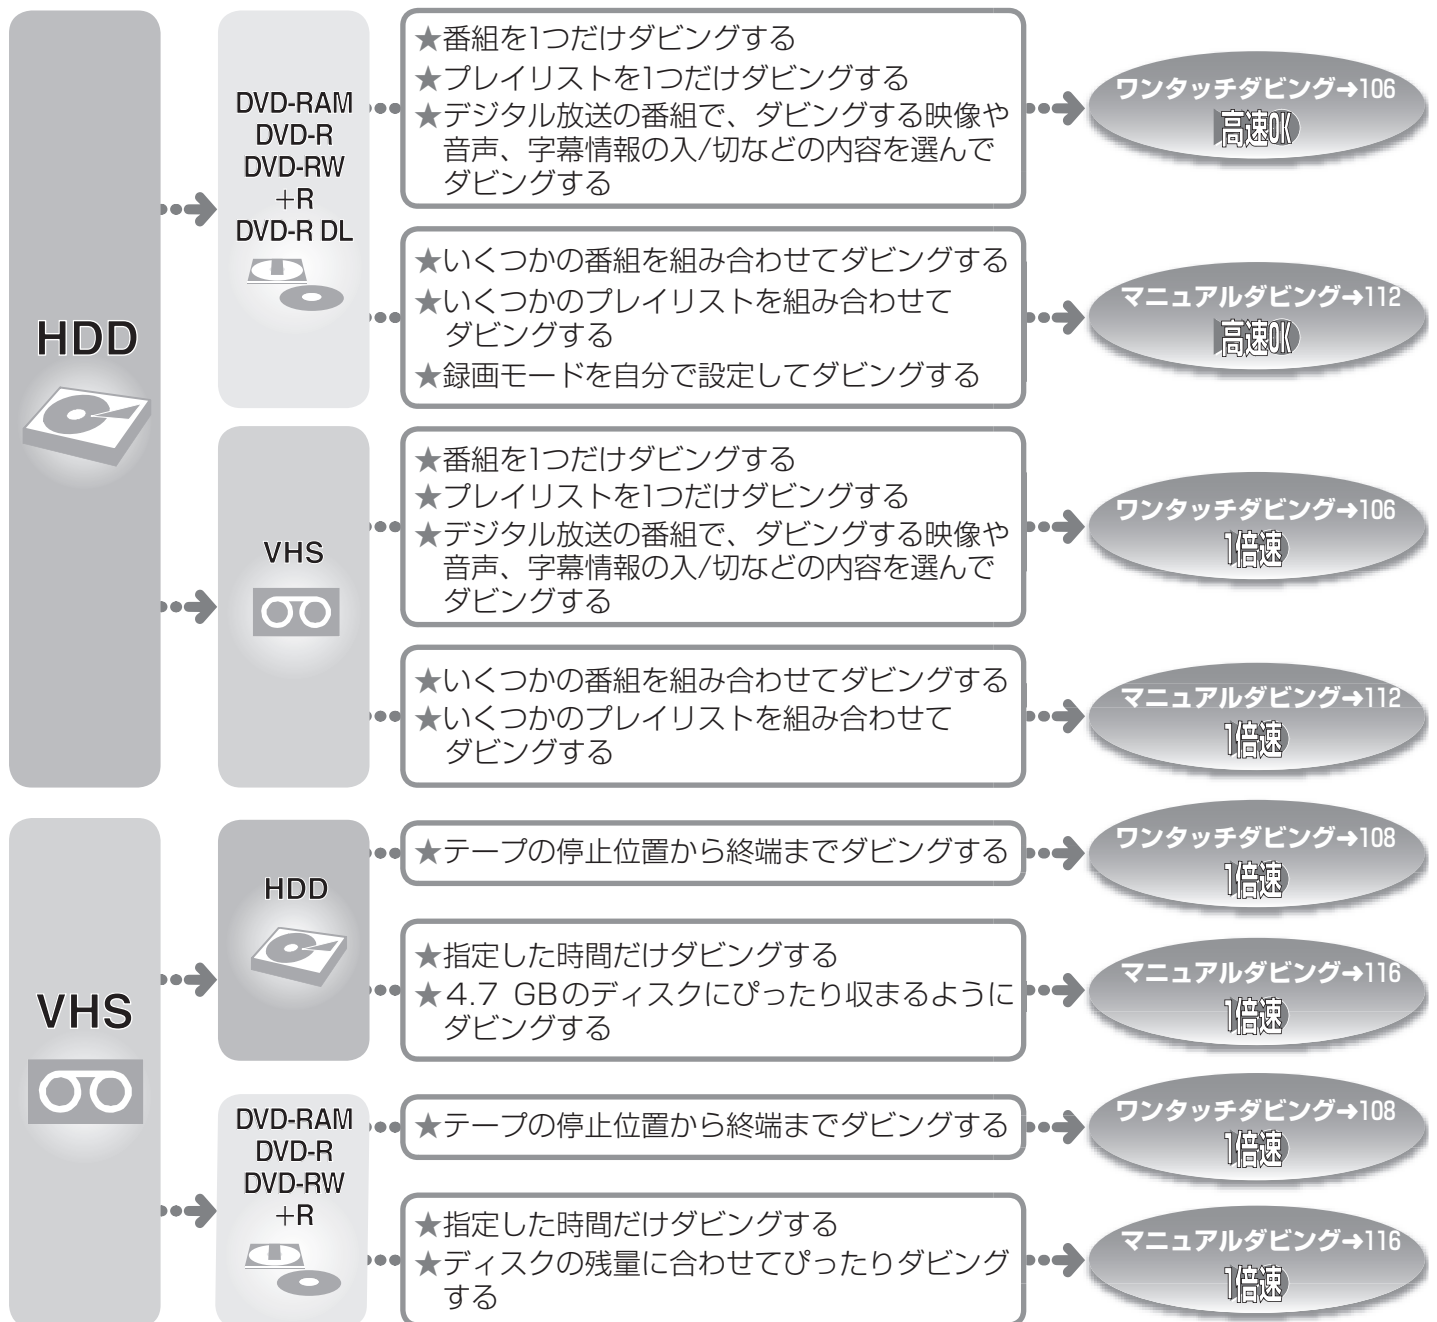 HDD
DVD-RAM
DVD-R
DVD-RW
+R
DVD-R DL
★番組を1つだけダビングする
★プレイリストを1つだけダビングする
★デジタル放送の番組で、ダビングする映像や
音声、字幕情報の入/切などの内容を選んで
ダビングする
ワンタッチダビング➜106
高速OK
★いくつかの番組を組み合わせてダビングする
★いくつかのプレイリストを組み合わせて
ダビングする
★録画モードを自分で設定してダビングする
マニュアルダビング➜112
高速OK
VHS
★番組を1つだけダビングする
★プレイリストを1つだけダビングする
★デジタル放送の番組で、ダビングする映像や
音声、字幕情報の入/切などの内容を選んで
ダビングする
ワンタッチダビング➜106
1倍速
★いくつかの番組を組み合わせてダビングする
★いくつかのプレイリストを組み合わせて
ダビングする
マニュアルダビング➜112
1倍速
VHS
HDD
★テープの停止位置から終端までダビングする
ワンタッチダビング➜108
1倍速
★指定した時間だけダビングする
★4.7 GBのディスクにぴったり収まるように
ダビングする
マニュアルダビング➜116
1倍速
DVD-RAM
DVD-R
DVD-RW
+R
★テープの停止位置から終端までダビングする
ワンタッチダビング➜108
1倍速
★指定した時間だけダビングする
★ディスクの残量に合わせてぴったりダビング
する
マニュアルダビング➜116
1倍速